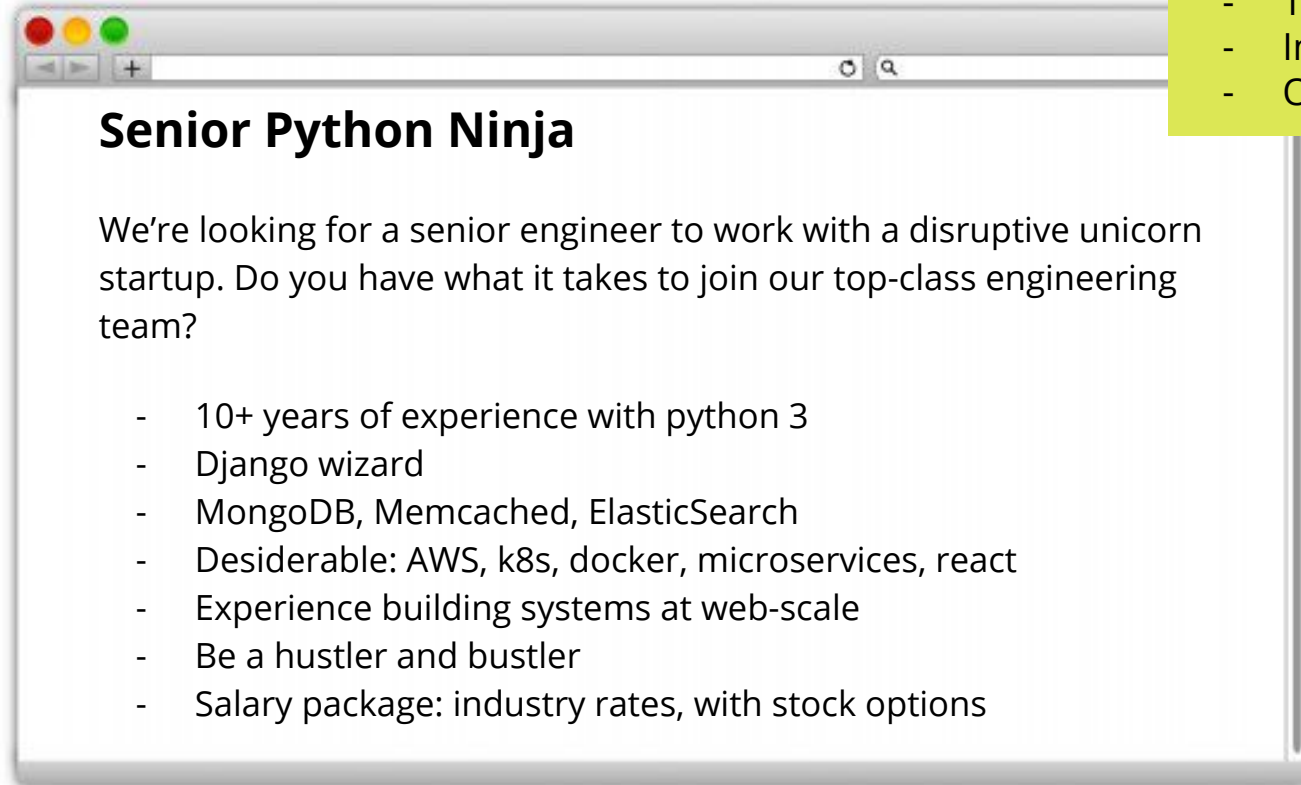 Senior Python Ninja
We're looking for a senior engineer to work with a disruptive unicorn
startup. Do you have what it takes to join our top-class engineering
team?
- 10+ years of experience with python 3
- Django wizard
- MongoDB, Memcached, ElasticSearch
- Desiderable: AWS, k8s, docker, microservices, react
- Experience building systems at web-scale
- Be a hustler and bustler
- Salary package: industry rates, with stock options